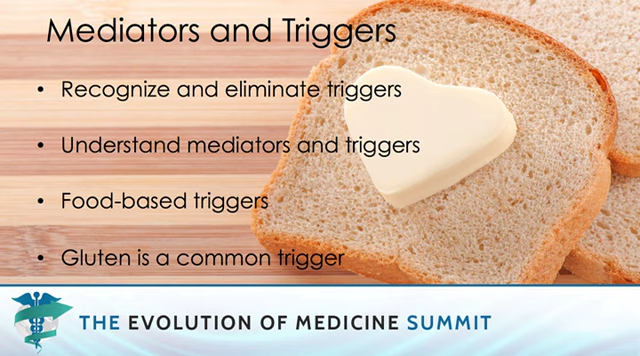 Mediators and Triggers
• Recognize and eliminate triggers
• Understand mediators and triggers
• Food-based triggers
• Gluten is a common trigger
THE EVOLUTION OF MEDICINE SUMMIT